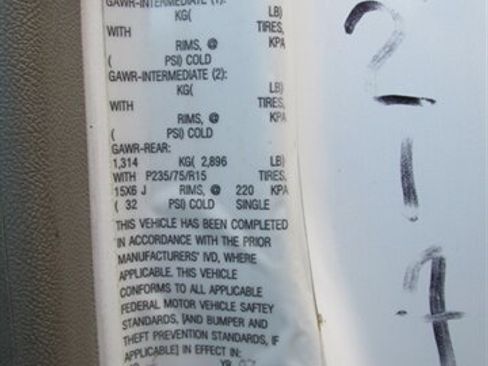 GAWR-INTERMEDIATE (1):
KG( LB)
WITH TIRES,
RIMS, @ KPA
( PSI) COLD
GAWR-INTERMEDIATE (2):
KG( LB)
WITH TIRES,
RIMS, @ KPA
( PSI) COLD
GAWR-REAR:
1,314 KG( 2,896 LB)
WITH P235/75/R15 TIRES,
15X6 J RIMS, @ 220 KPA
( 32 PSI) COLD SINGLE
THIS VEHICLE HAS BEEN COMPLETED
IN ACCORDANCE WITH THE PRIOR
MANUFACTURERS' IVD, WHERE
APPLICABLE. THIS VEHICLE
CONFORMS TO ALL APPLICABLE
FEDERAL MOTOR VEHICLE SAFTEY
STANDARDS, [AND BUMPER AND
THEFT PREVENTION STANDARDS, IF
APPLICABLE] IN EFFECT IN:
2
1